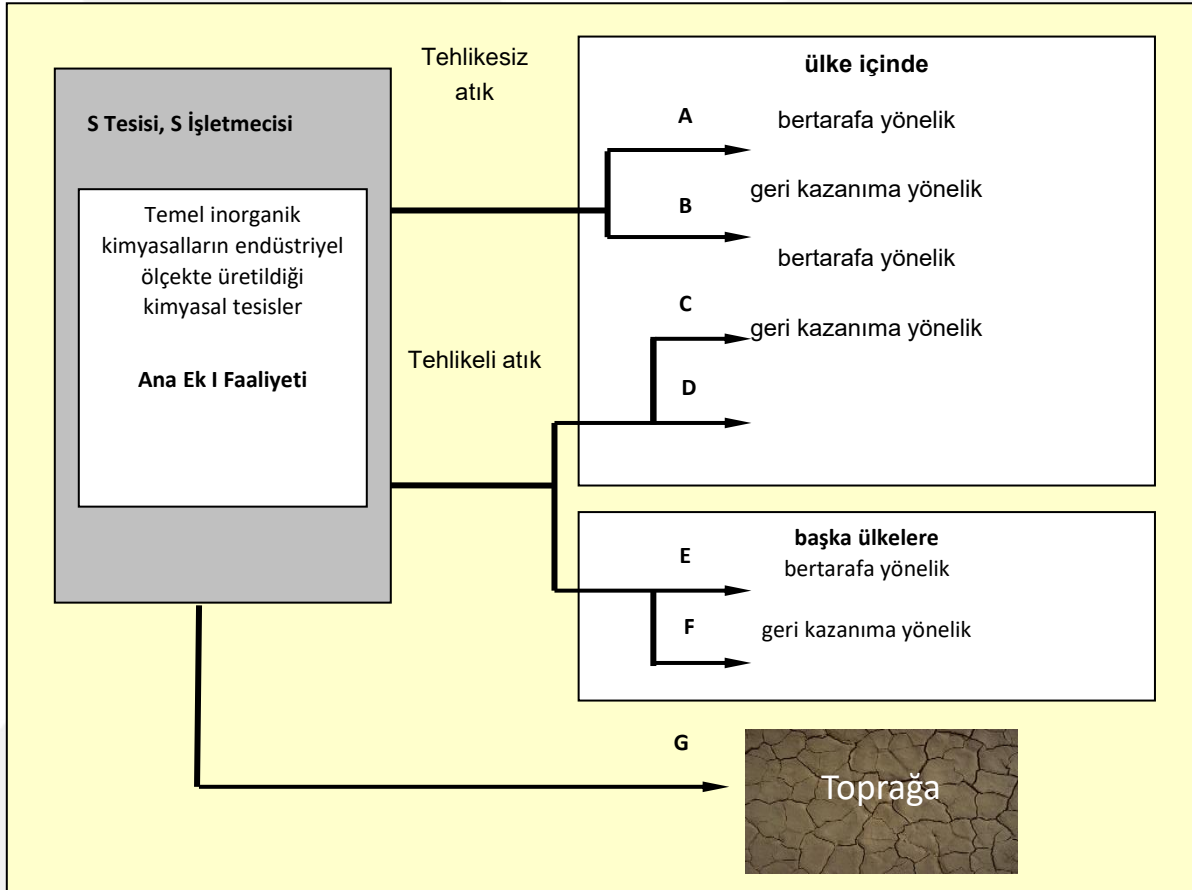 S Tesisi, S İşletmecisi
Temel inorganik
kimyasalların endüstriyel
ölçekte üretildiği
kimyasal tesisler
Ana Ek I Faaliyeti
Tehlikesiz
atık
Tehlikeli atık
ülke içinde
A
bertarafa yönelik
geri kazanıma yönelik
B
bertarafa yönelik
C
geri kazanıma yönelik
D
başka ülkelere
E
bertarafa yönelik
F
geri kazanıma yönelik
G
Toprağa